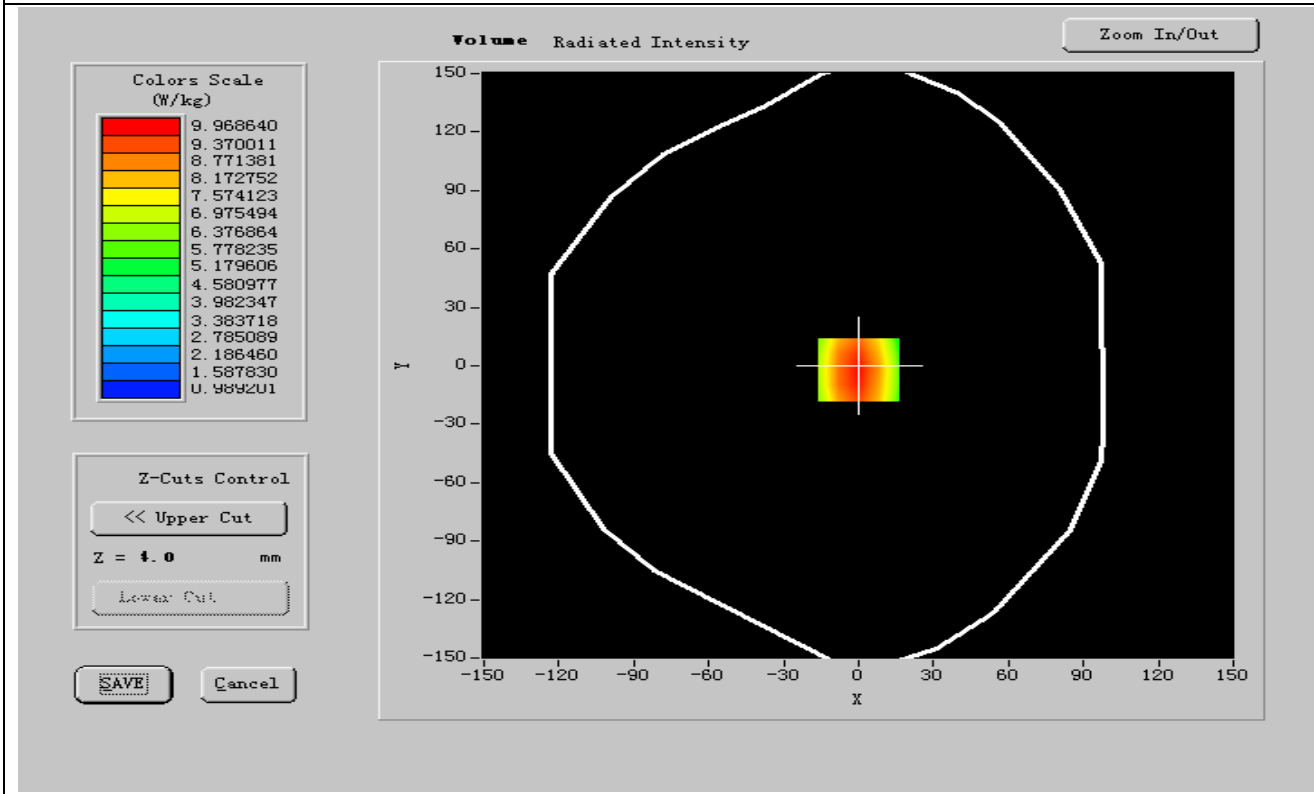 Volume Radiated Intensity
Zoom In/Out
Colors Scale
(W/kg)
9.968640
9.370011
8.771381
8.172752
7.574123
6.975494
6.376864
5.778235
5.179606
4.580977
3.982347
3.383718
2.785089
2.186460
1.587830
0.989201
150
120
90
60
30
0
-30
-60
-90
-120
-150
Y
-150 -120 -90 -60 -30 0 30 60 90 120 150
X
Z-Cuts Control
<< Upper Cut
Z = 4.0 mm
Lower Cut
SAVE Cancel